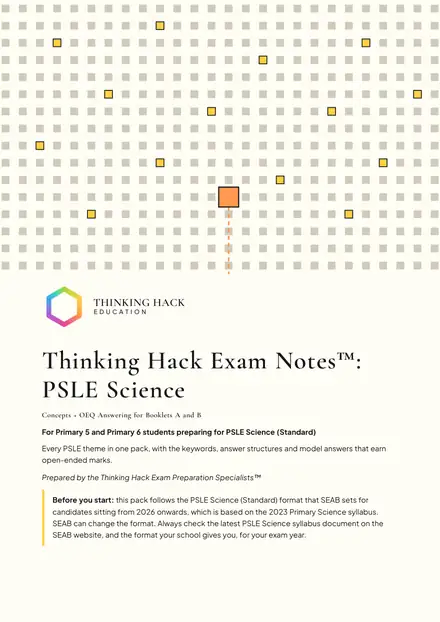 THINKING HACK
EDUCATION
Thinking Hack Exam Notes™:
PSLE Science
Concepts + OEQ Answering for Booklets A and B
For Primary 5 and Primary 6 students preparing for PSLE Science (Standard)
Every PSLE theme in one pack, with the keywords, answer structures and model answers that earn
open-ended marks.
Prepared by the Thinking Hack Exam Preparation Specialists™
Before you start: this pack follows the PSLE Science (Standard) format that SEAB sets for
candidates sitting from 2026 onwards, which is based on the 2023 Primary Science syllabus.
SEAB can change the format. Always check the latest PSLE Science syllabus document on the
SEAB website, and the format your school gives you, for your exam year.